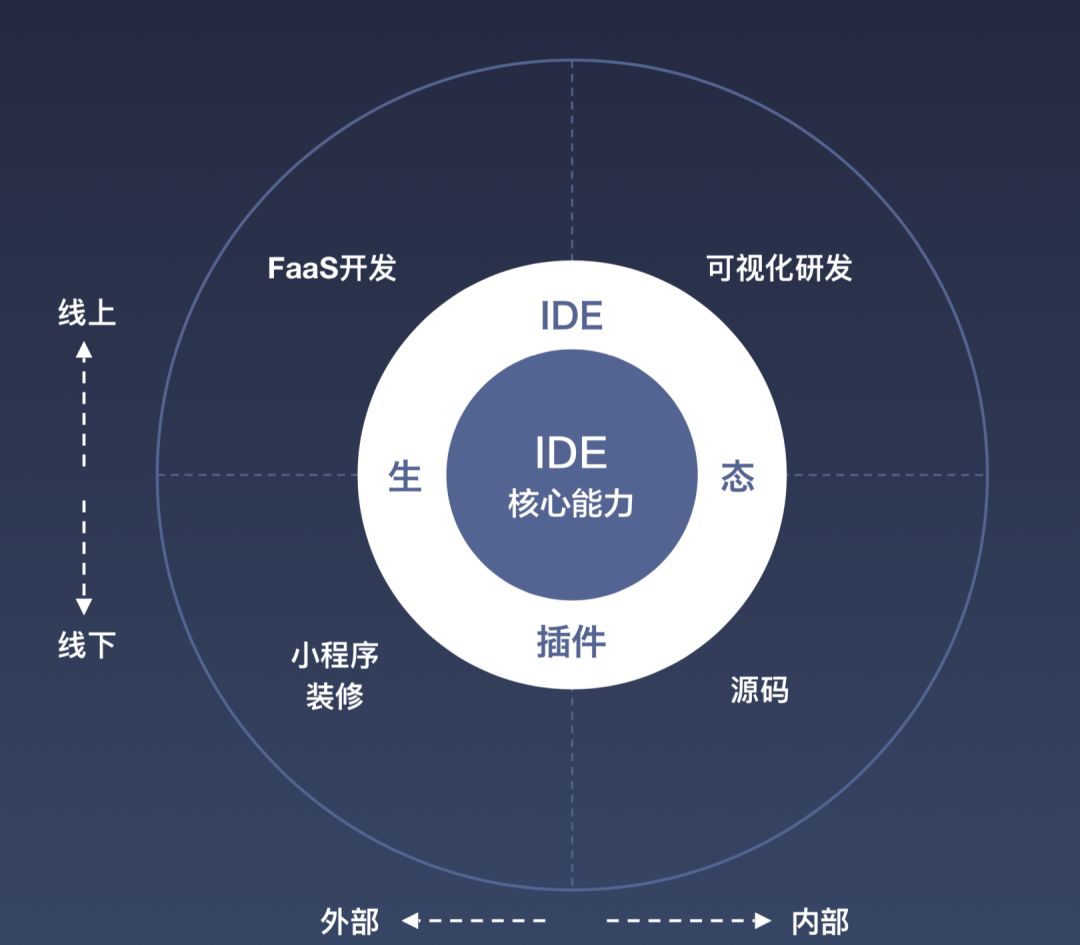 FaaS开发
可视化研发
线上
IDE
IDE
核心能力
生
态
插件
线下
小程序
装修
源码
外部
内部